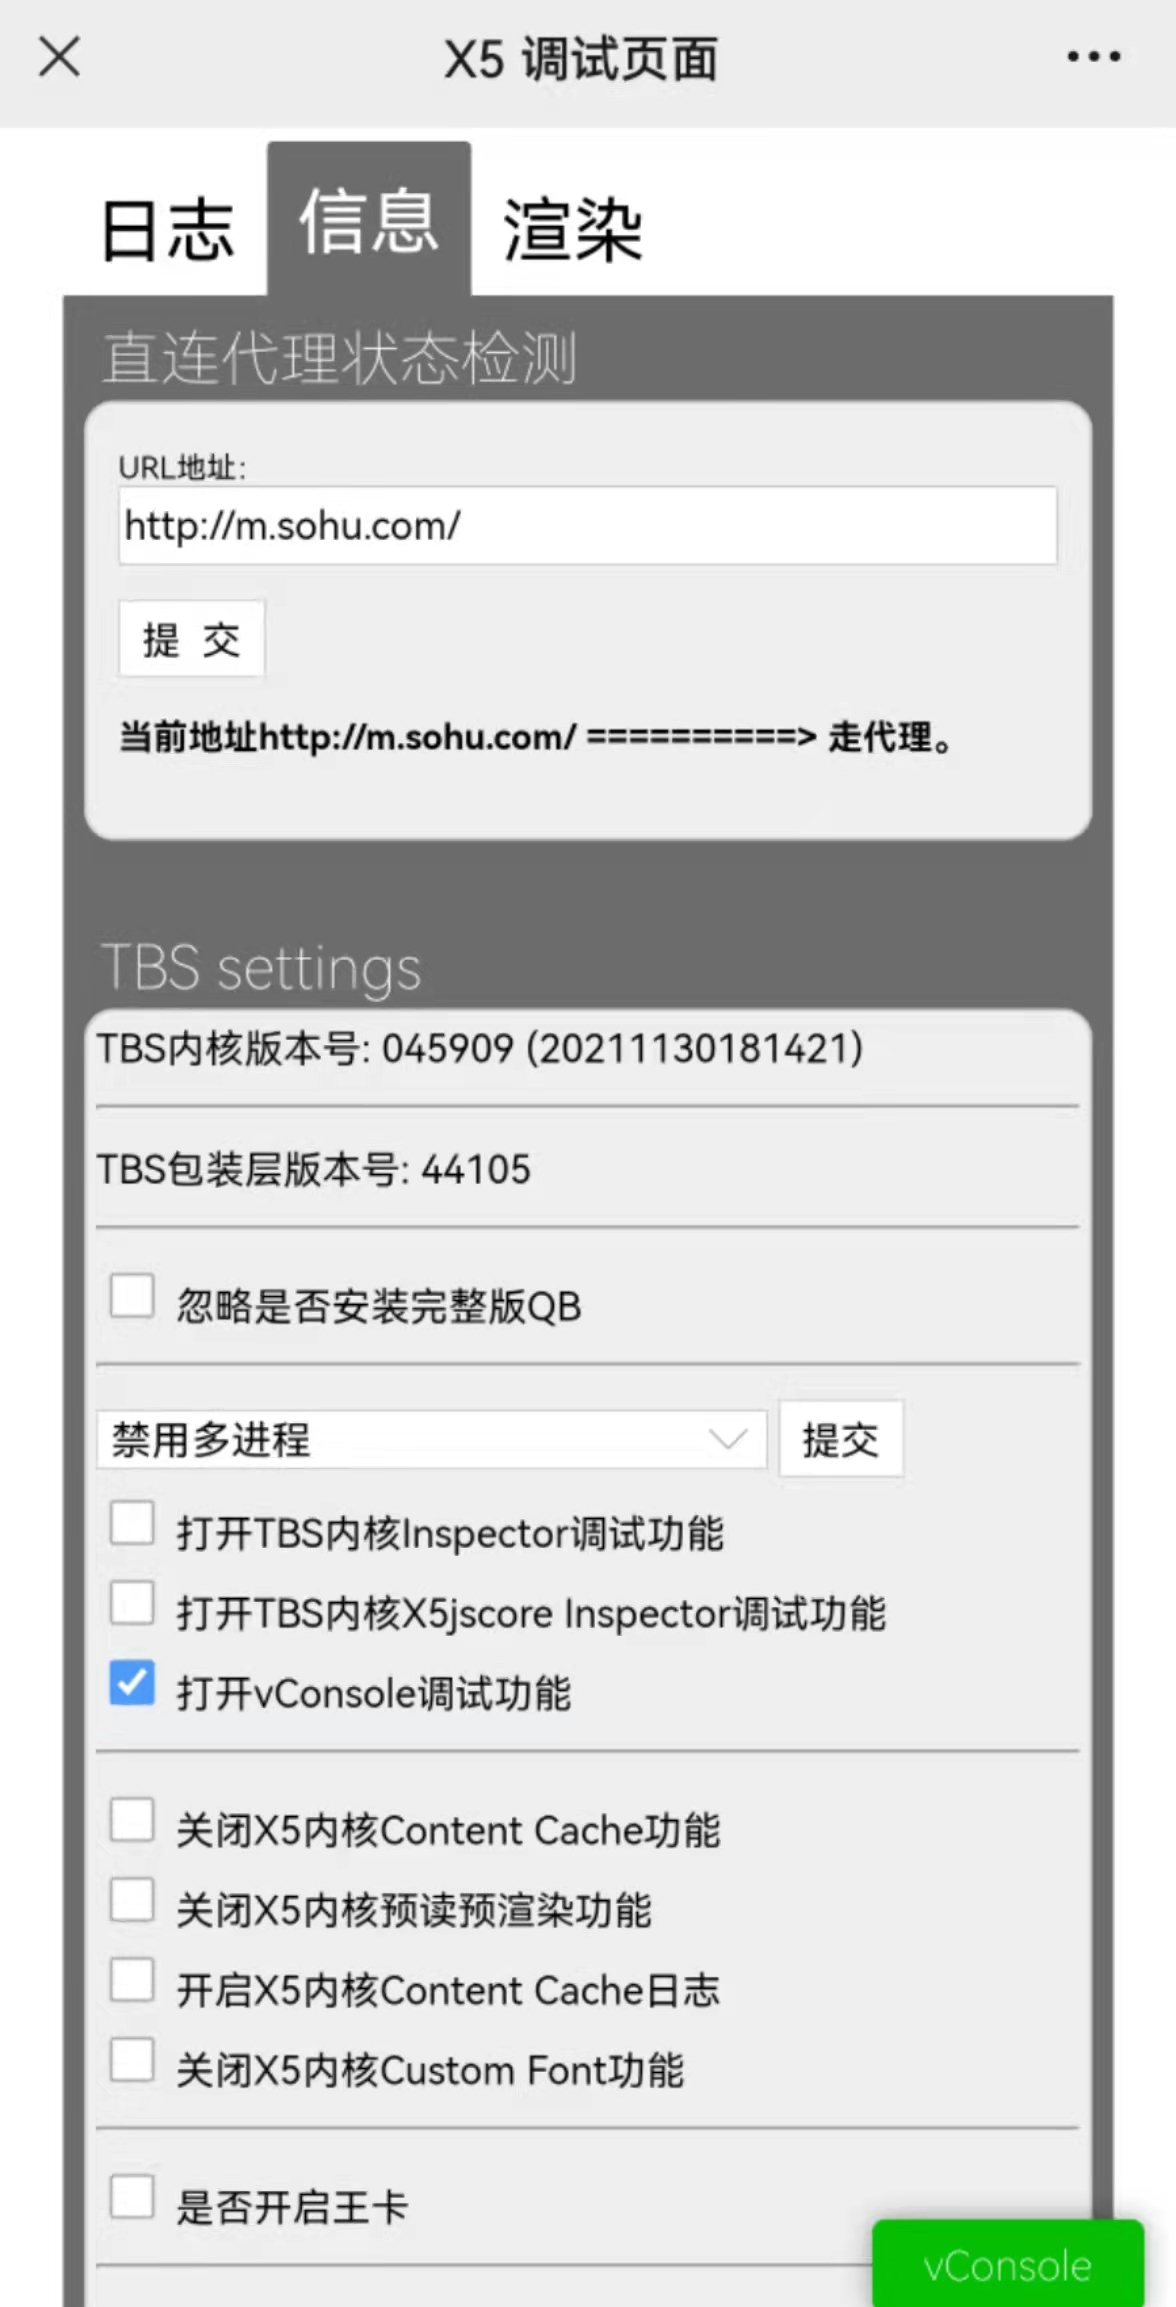 X5 调试页面
日志 信息 渲染
直连代理状态检测
URL地址:
http://m.sohu.com/
提 交
当前地址http://m.sohu.com/ ==========> 走代理。
TBS settings
TBS内核版本号: 045909 (20211130181421)
TBS包装层版本号: 44105
忽略是否安装完整版QB
禁用多进程 提交
打开TBS内核Inspector调试功能
打开TBS内核X5jscore Inspector调试功能
打开vConsole调试功能
关闭X5内核Content Cache功能
关闭X5内核预读预渲染功能
开启X5内核Content Cache日志
关闭X5内核Custom Font功能
是否开启王卡
vConsole